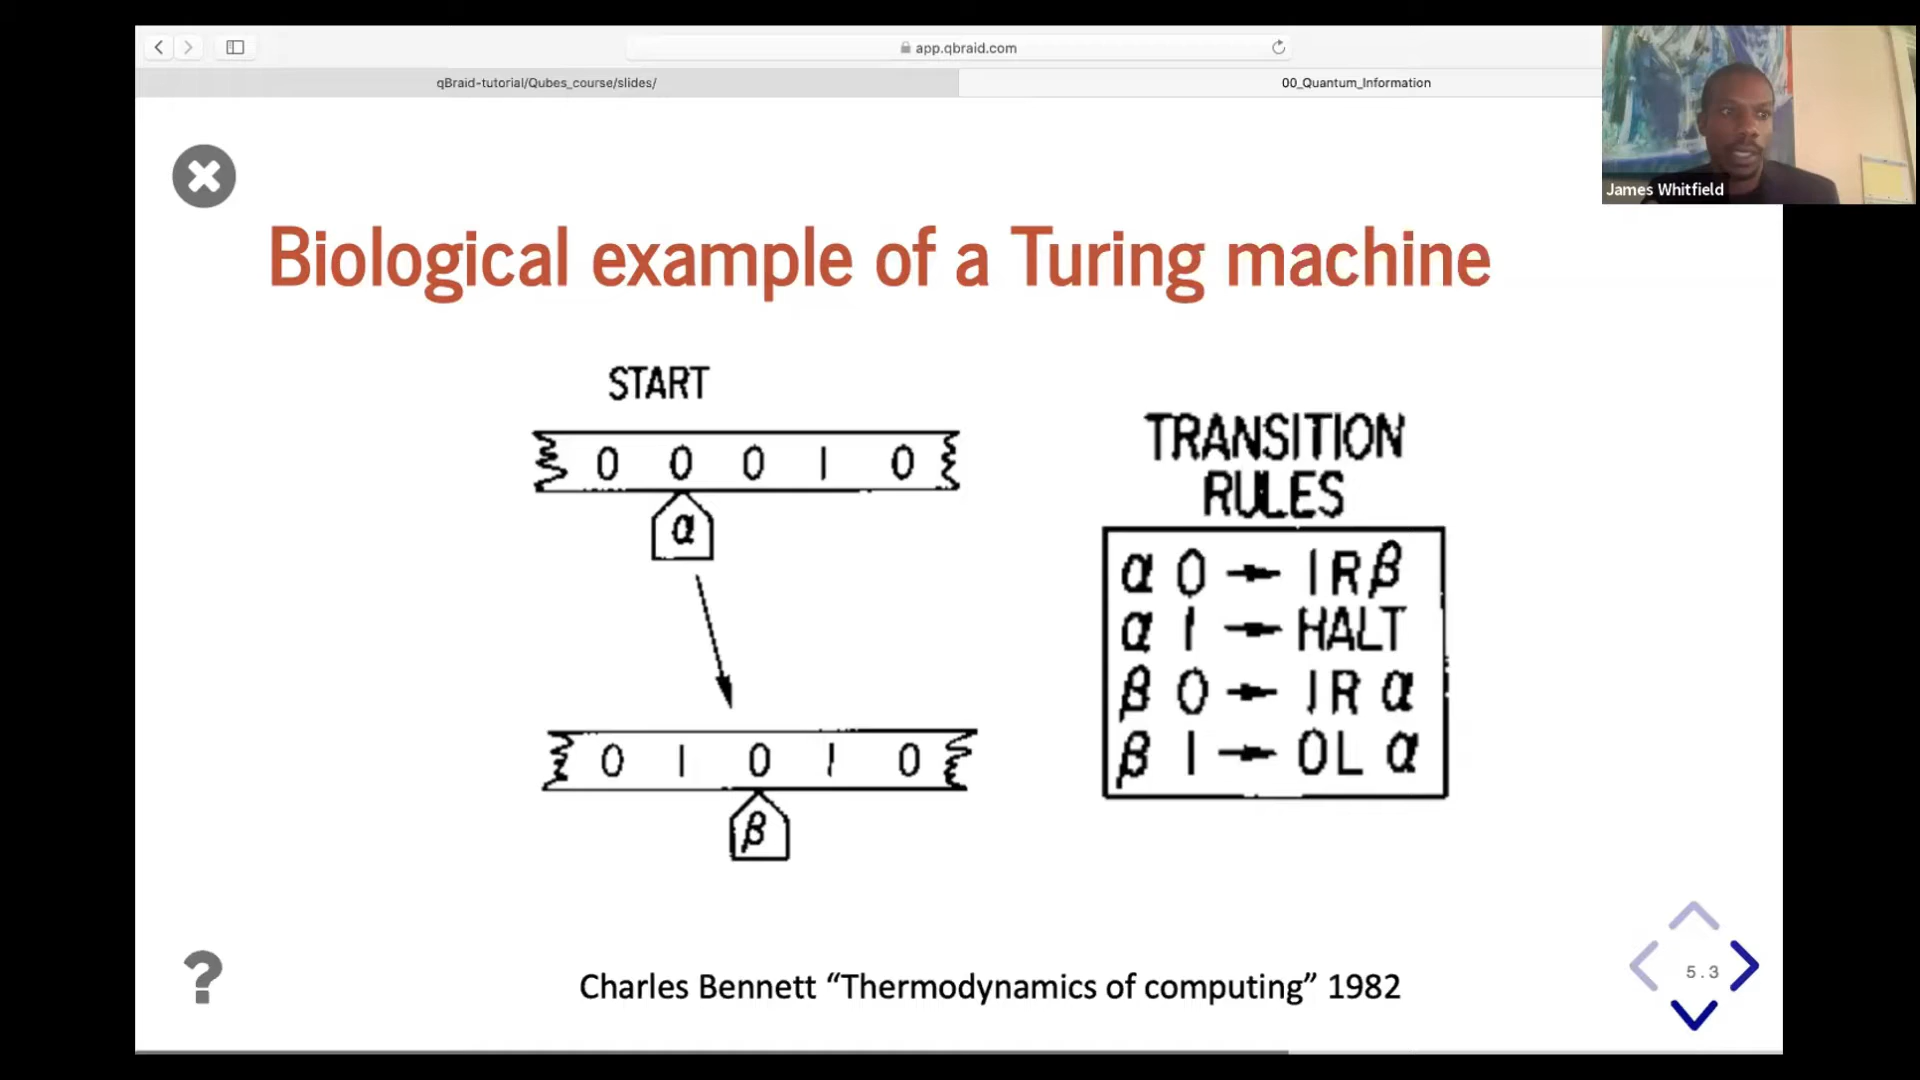 app.qbraid.com
qBraid-tutorial/Qubes_course/slides/
00_Quantum_Information
James Whitfield
Biological example of a Turing machine
START
0 0 0 1 0
α
0 1 0 1 0
β
TRANSITION
RULES
α 0 → 1 R β
α 1 → HALT
β 0 → 1 R α
β 1 → 0 L α
?
Charles Bennett “Thermodynamics of computing” 1982
5.3